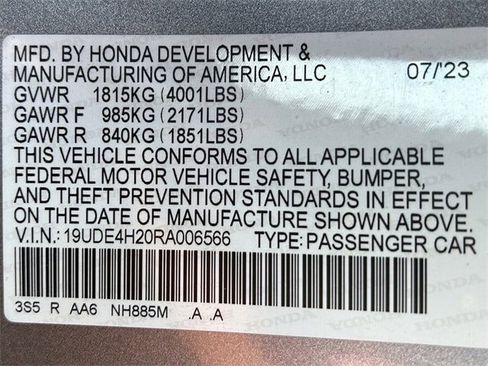 MFD. BY HONDA DEVELOPMENT &
MANUFACTURING OF AMERICA, LLC 07/'23
GVWR 1815KG (4001LBS)
GAWR F 985KG (2171LBS)
GAWR R 840KG (1851LBS)
THIS VEHICLE CONFORMS TO ALL APPLICABLE
FEDERAL MOTOR VEHICLE SAFETY, BUMPER,
AND THEFT PREVENTION STANDARDS IN EFFECT
ON THE DATE OF MANUFACTURE SHOWN ABOVE.
V.I.N.: 19UDE4H20RA006566 TYPE: PASSENGER CAR
3S5 R AA6 NH885M .A .A